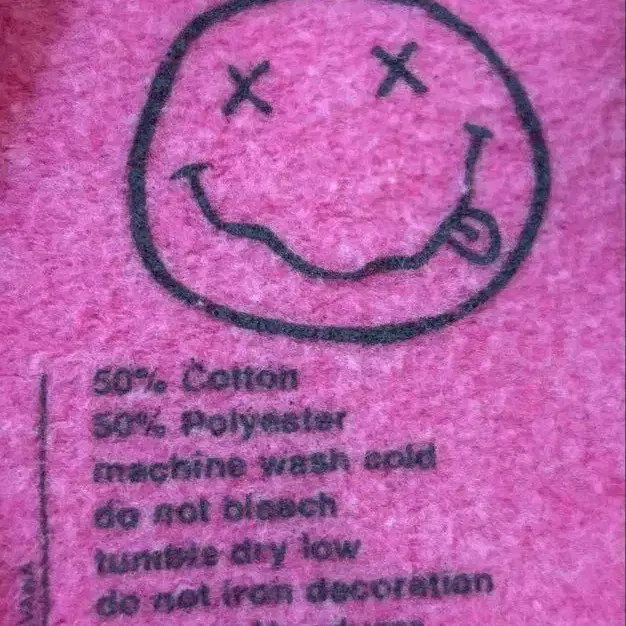 50% Cotton
50% Polyester
machine wash cold
do not bleach
tumble dry low
do not iron decoration